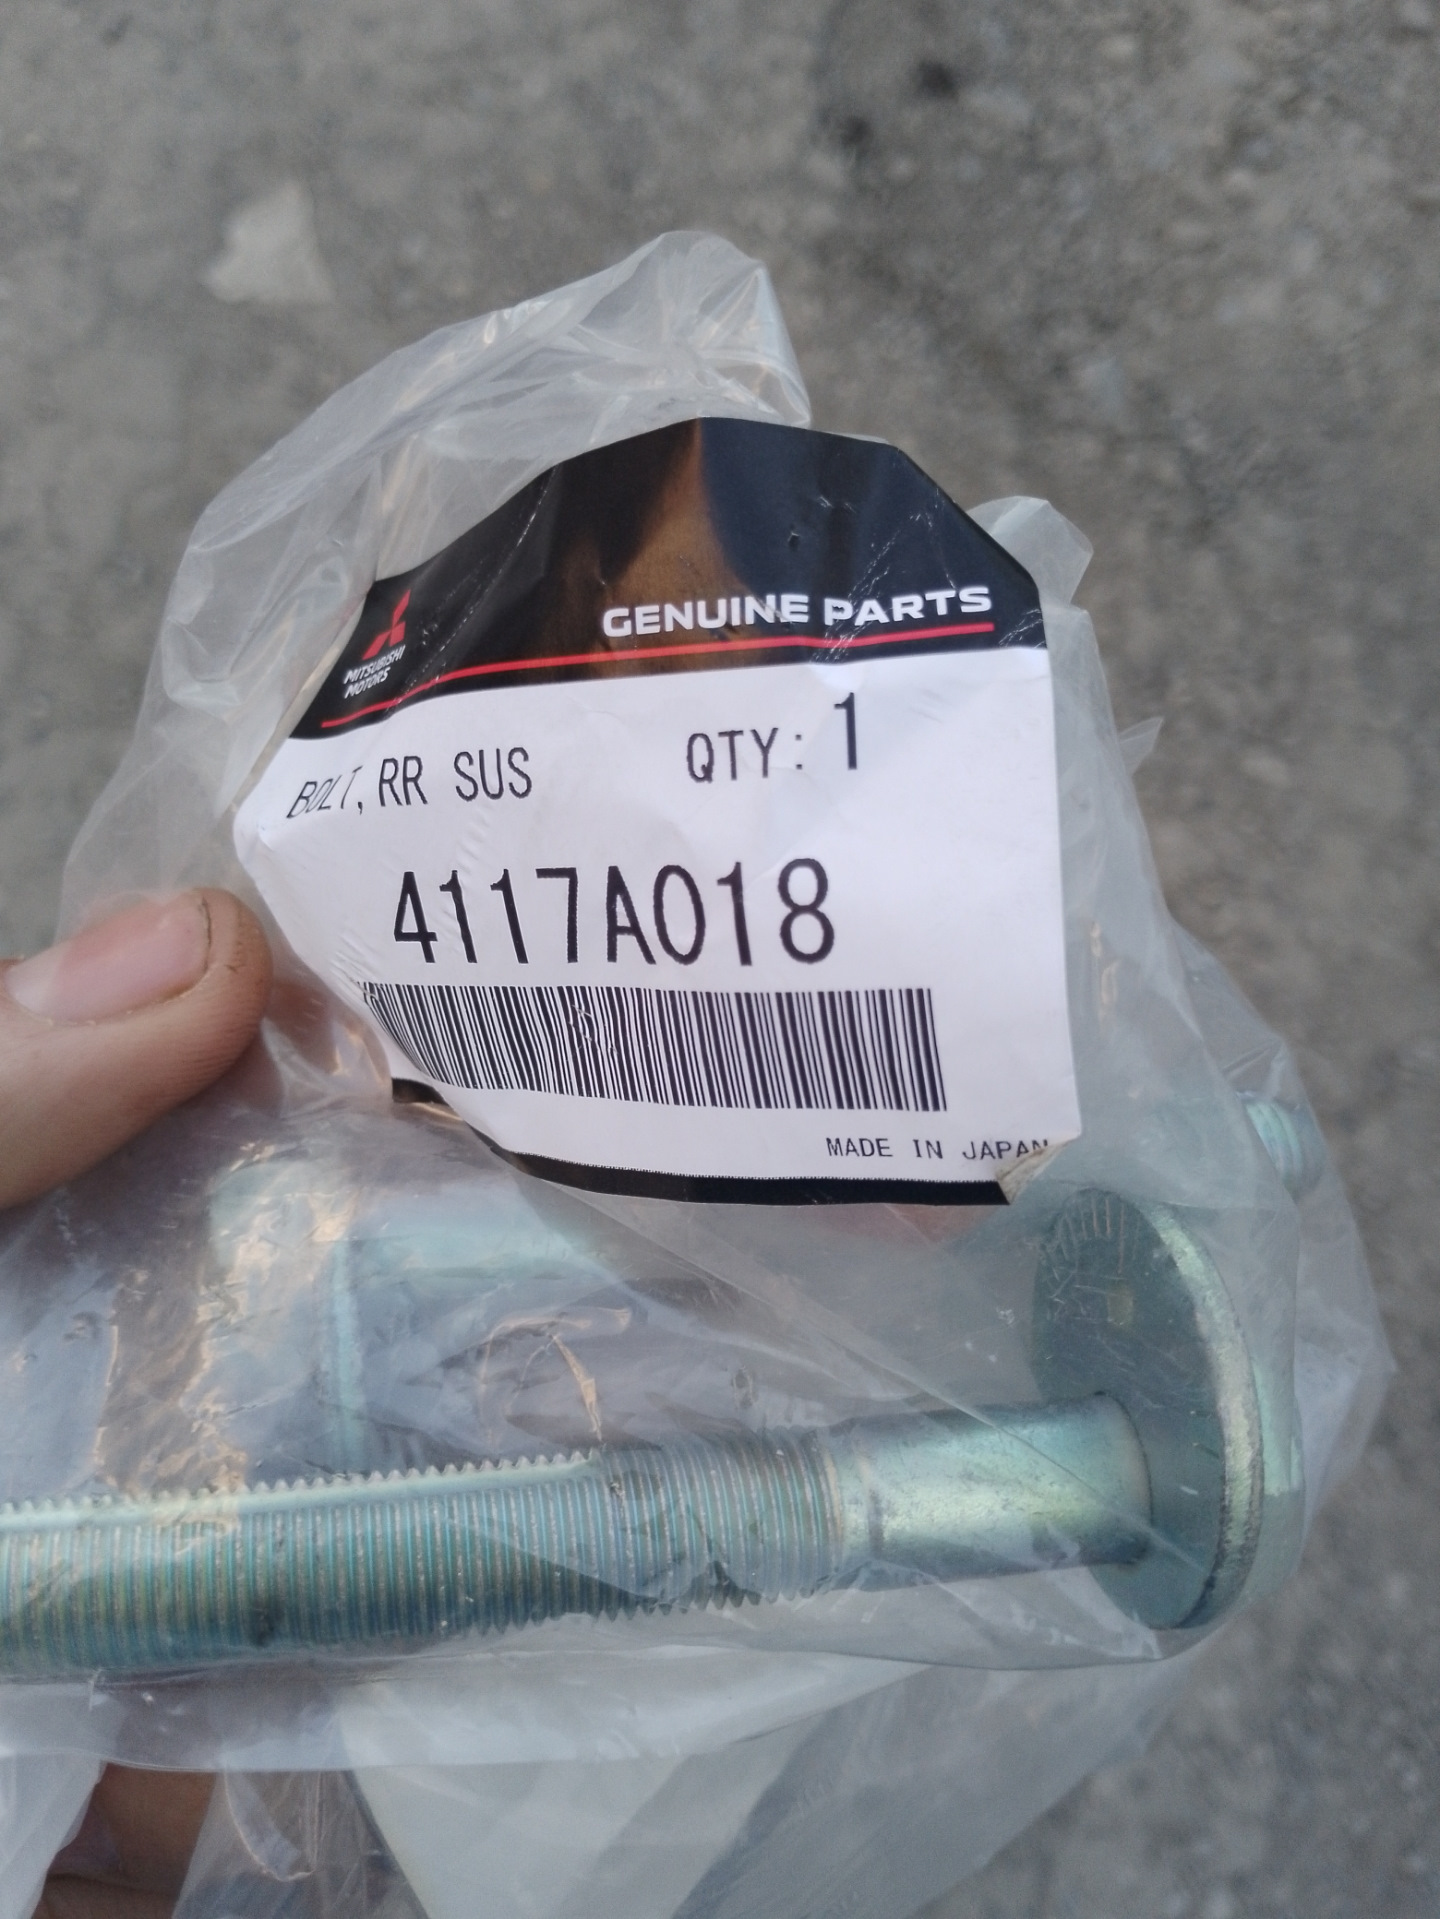 GENUINE PARTS
MITSUBISHI
MOTORS
BOLT, RR SUS QTY: 1
4117A018
MADE IN JAPAN